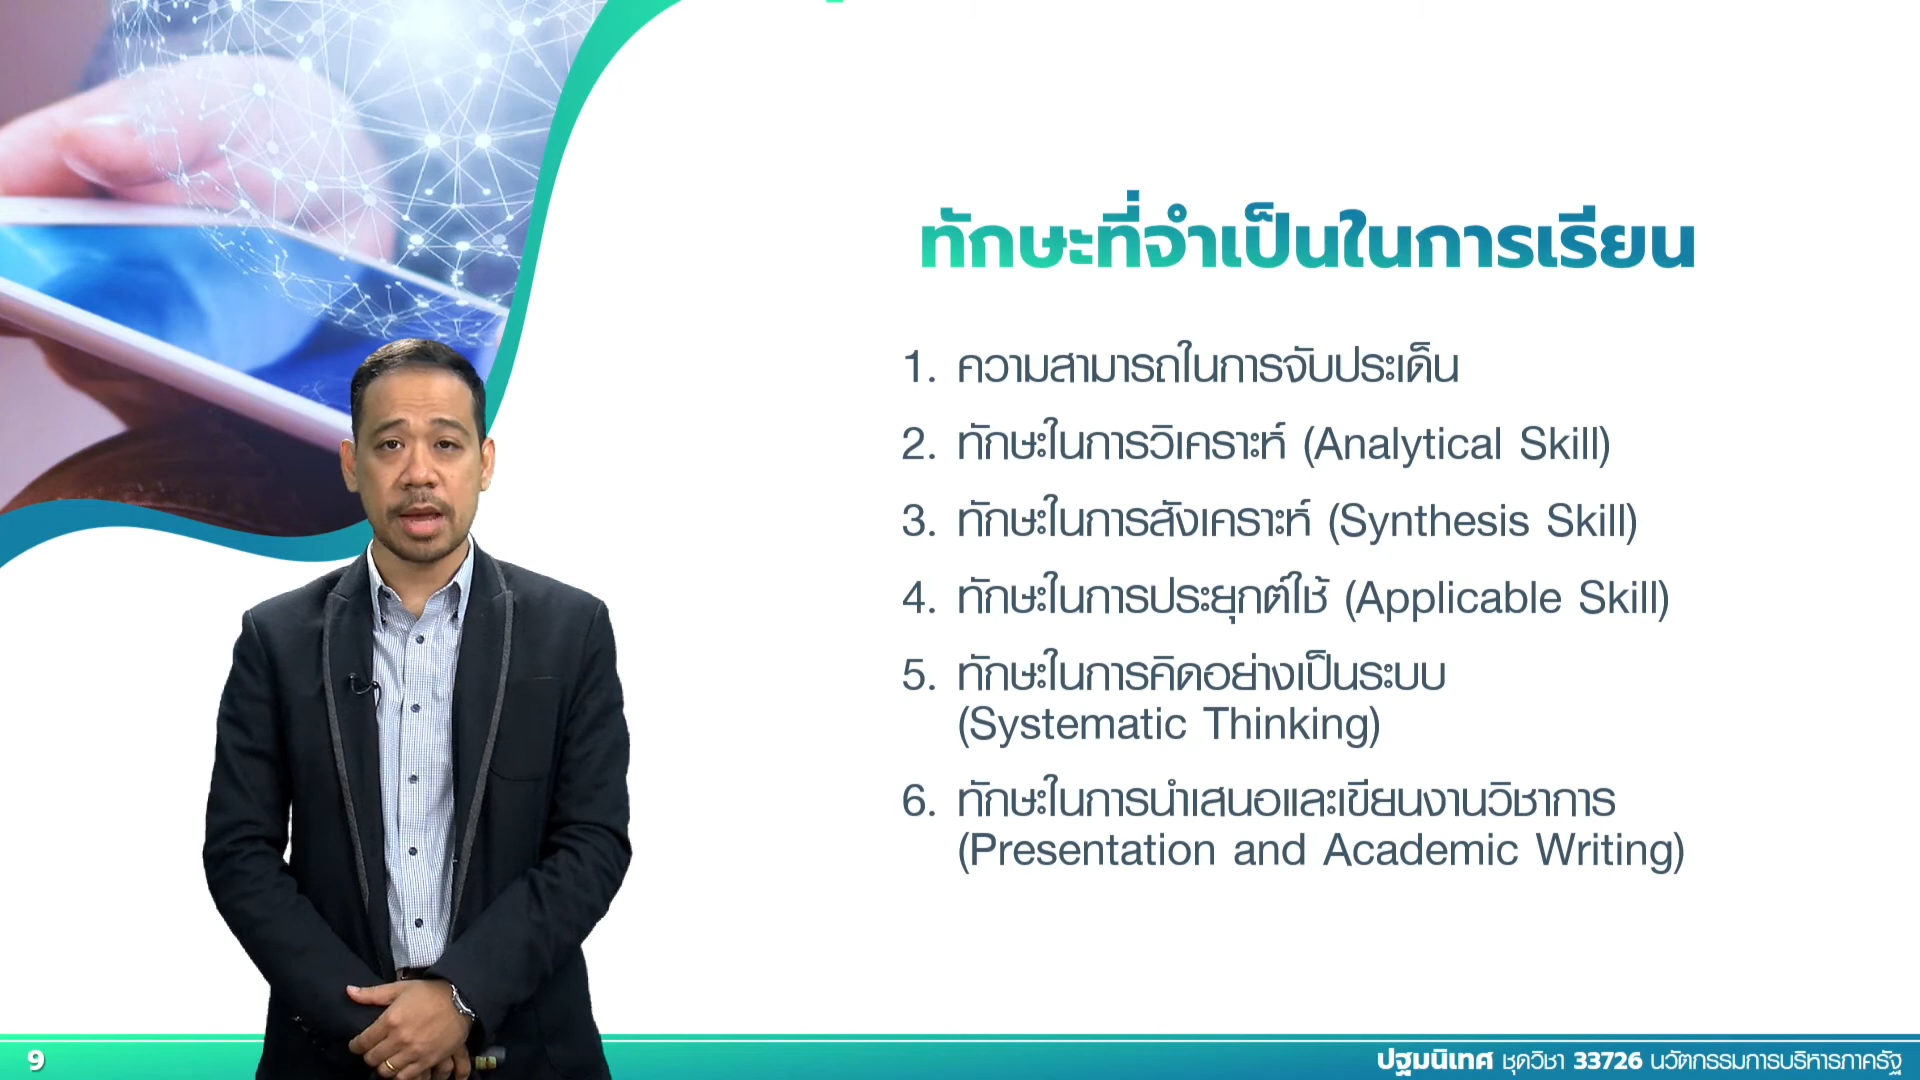 ทักษะที่จำเป็นในการเรียน
1. ความสามารถในการจับประเด็น
2. ทักษะในการวิเคราะห์ (Analytical Skill)
3. ทักษะในการสังเคราะห์ (Synthesis Skill)
4. ทักษะในการประยุกต์ใช้ (Applicable Skill)
5. ทักษะในการคิดอย่างเป็นระบบ
(Systematic Thinking)
6. ทักษะในการนำเสนอและเขียนงานวิชาการ
(Presentation and Academic Writing)
9
ปฐมนิเทศ ชุดวิชา 33726 นวัตกรรมการบริหารภาครัฐ